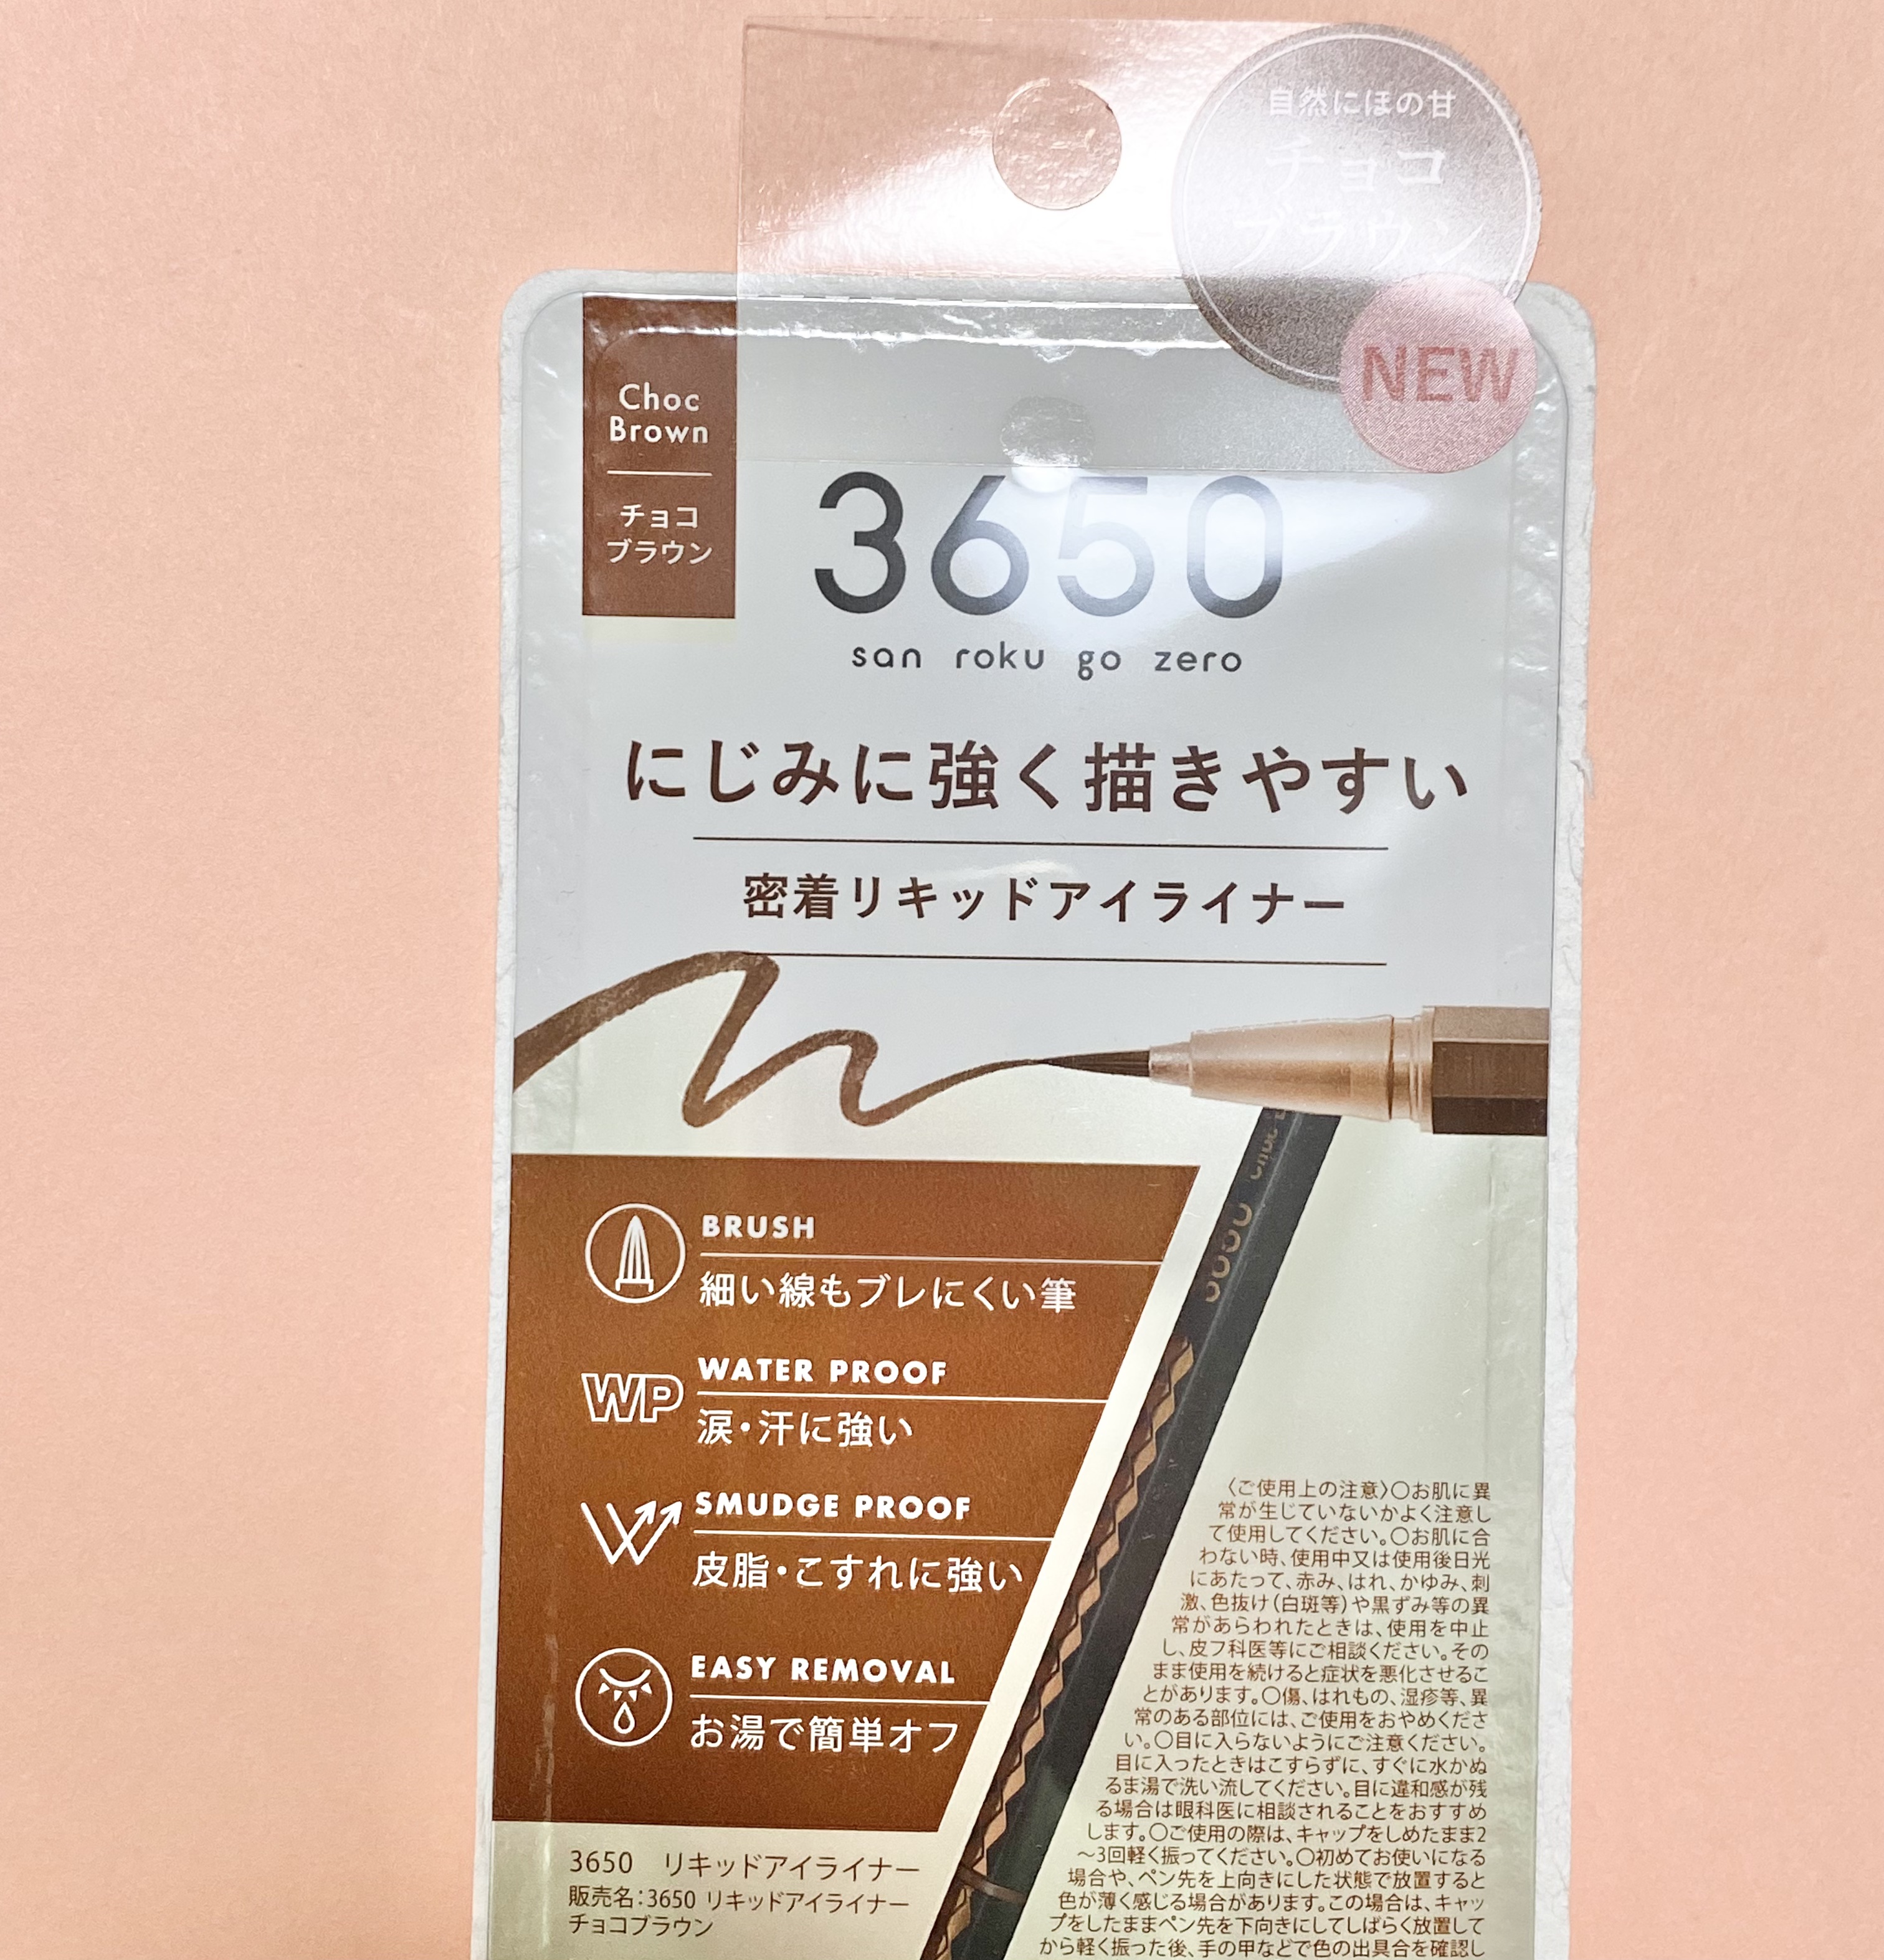 自然にほの甘
チョコ
ブラウン
NEW
Choc
Brown
チョコ
ブラウン
3650
san roku go zero
にじみに強く描きやすい
密着リキッドアイライナー
BRUSH
細い線もブレにくい筆
WP
WATER PROOF
涙・汗に強い
SMUDGE PROOF
皮脂・こすれに強い
EASY REMOVAL
お湯で簡単オフ
3650 リキッドアイライナー
販売名:3650 リキッドアイライナー
チョコブラウン
3650 Choc
〈ご使用上の注意〉〇お肌に異
常が生じていないかよく注意し
て使用してください。〇お肌に合
わない時、使用中又は使用後日光
にあたって、赤み、はれ、かゆみ、刺
激、色抜け(白斑等)や黒ずみ等の異
常があらわれたときは、使用を中止
し、皮フ科医等にご相談ください。その
まま使用を続けると症状を悪化させるこ
とがあります。〇傷、はれもの、湿疹等、異
常のある部位には、ご使用をおやめくださ
い。〇目に入らないようにご注意ください。
目に入ったときはこすらずに、すぐに水かぬ
るま湯で洗い流してください。目に違和感が残
る場合は眼科医に相談されることをおすすめ
します。〇ご使用の際は、キャップをしめたまま2
～3回軽く振ってください。〇初めてお使いになる
場合や、ペン先を上向きにした状態で放置すると
色が薄く感じる場合があります。この場合は、キャッ
プをしたままペン先を下向きにしてしばらく放置して
から軽く振った後、手の甲などで色の出具合を確認し